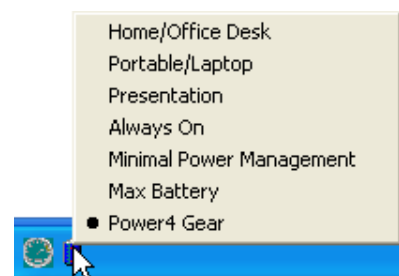 Home/Office Desk
Portable/Laptop
Presentation
Always On
Minimal Power Management
Max Battery
Power4 Gear